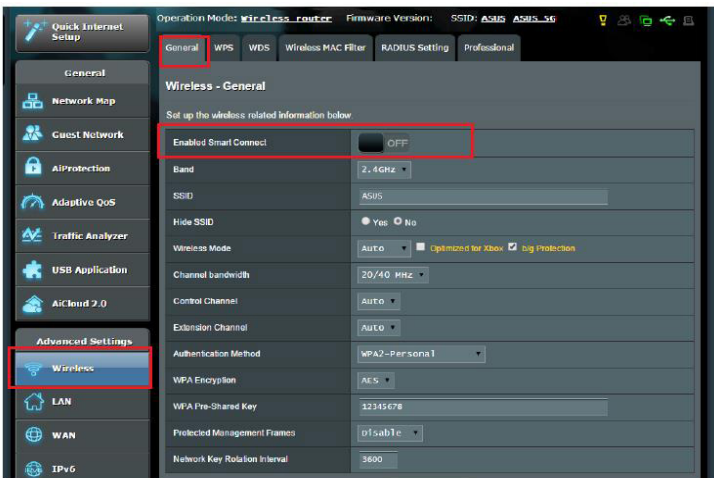 Quick Internet
Setup
Operation Mode: Wireless router Firmware Version: SSID: ASUS ASUS_5G
General WPS WDS Wireless MAC Filter RADIUS Setting Professional
General
Network Map
Guest Network
AiProtection
Adaptive QoS
Traffic Analyzer
USB Application
AiCloud 2.0
Advanced Settings
Wireless
LAN
WAN
IPv6
Wireless - General
Set up the wireless related information below.
Enabled Smart Connect OFF
Band 2.4GHz
SSID ASUS
Hide SSID Yes No
Wireless Mode Auto Optimized for Xbox b/g Protection
Channel bandwidth 20/40 MHz
Control Channel Auto
Extension Channel Auto
Authentication Method WPA2-Personal
WPA Encryption AES
WPA Pre-Shared Key 12345678
Protected Management Frames Disable
Network Key Rotation Interval 3600